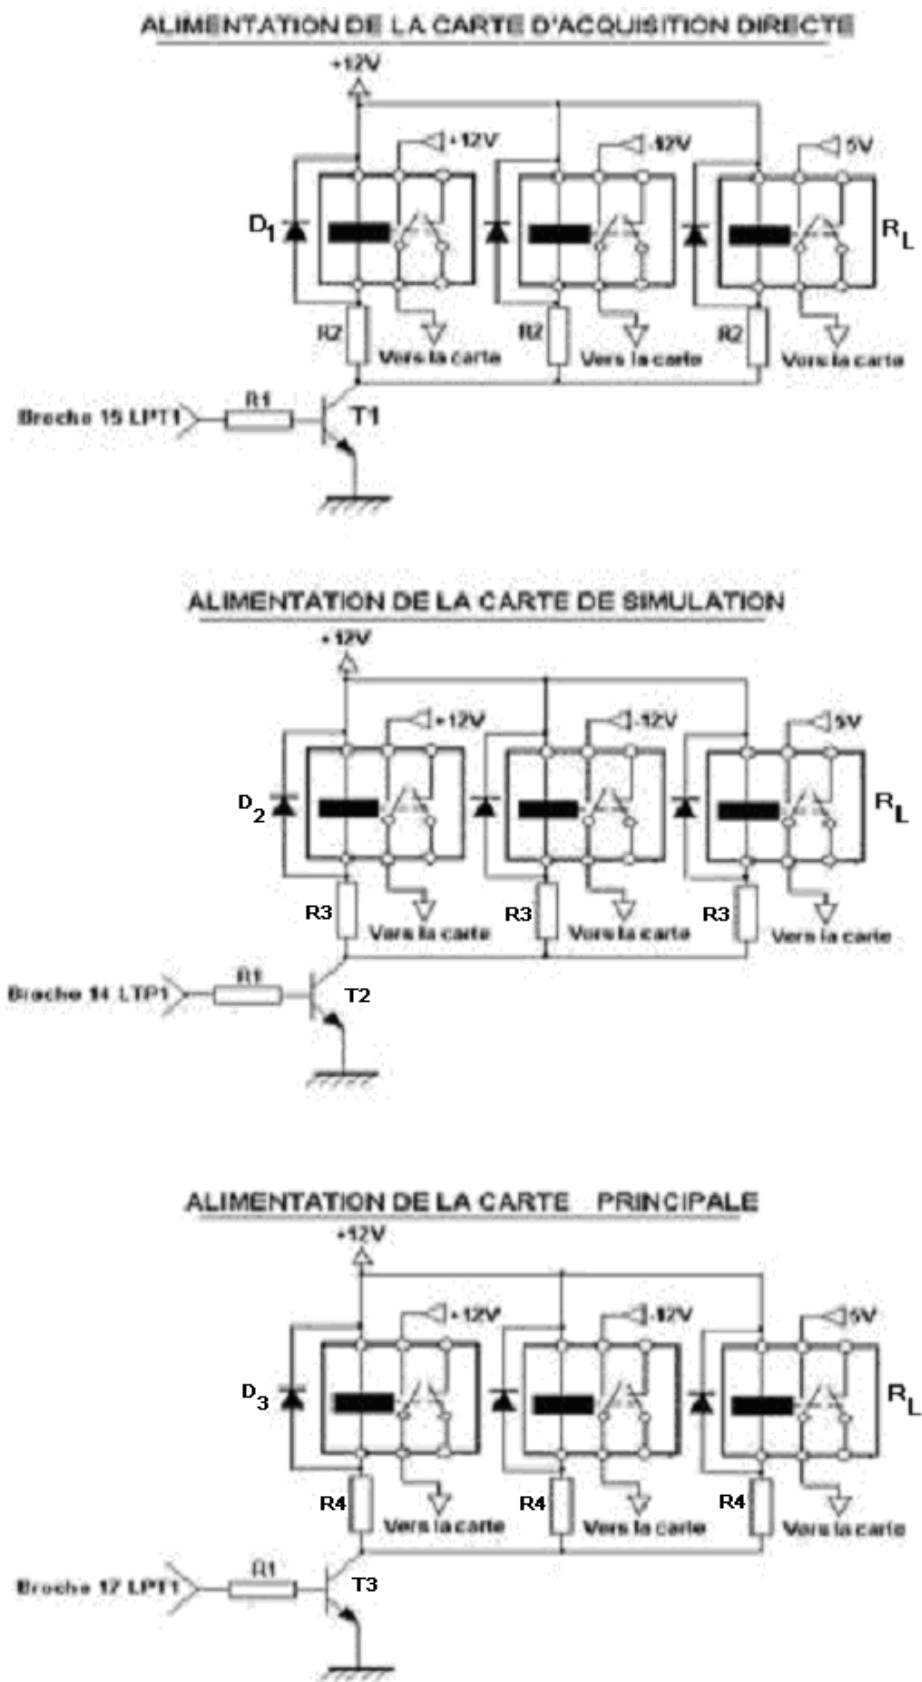 ALIMENTATION DE LA CARTE D'ACQUISITION DIRECTE
+12V
+12V
-12V
5V
D1
RL
R2
R2
R2
Vers la carte
Vers la carte
Vers la carte
R1
Broche 15 LPT1
T1
ALIMENTATION DE LA CARTE DE SIMULATION
+12V
+12V
-12V
5V
D2
RL
R3
R3
R3
Vers la carte
Vers la carte
Vers la carte
R1
Broche 14 LTP1
T2
ALIMENTATION DE LA CARTE PRINCIPALE
+12V
+12V
-12V
5V
D3
RL
R4
R4
R4
Vers la carte
Vers la carte
Vers la carte
R1
Broche 17 LPT1
T3